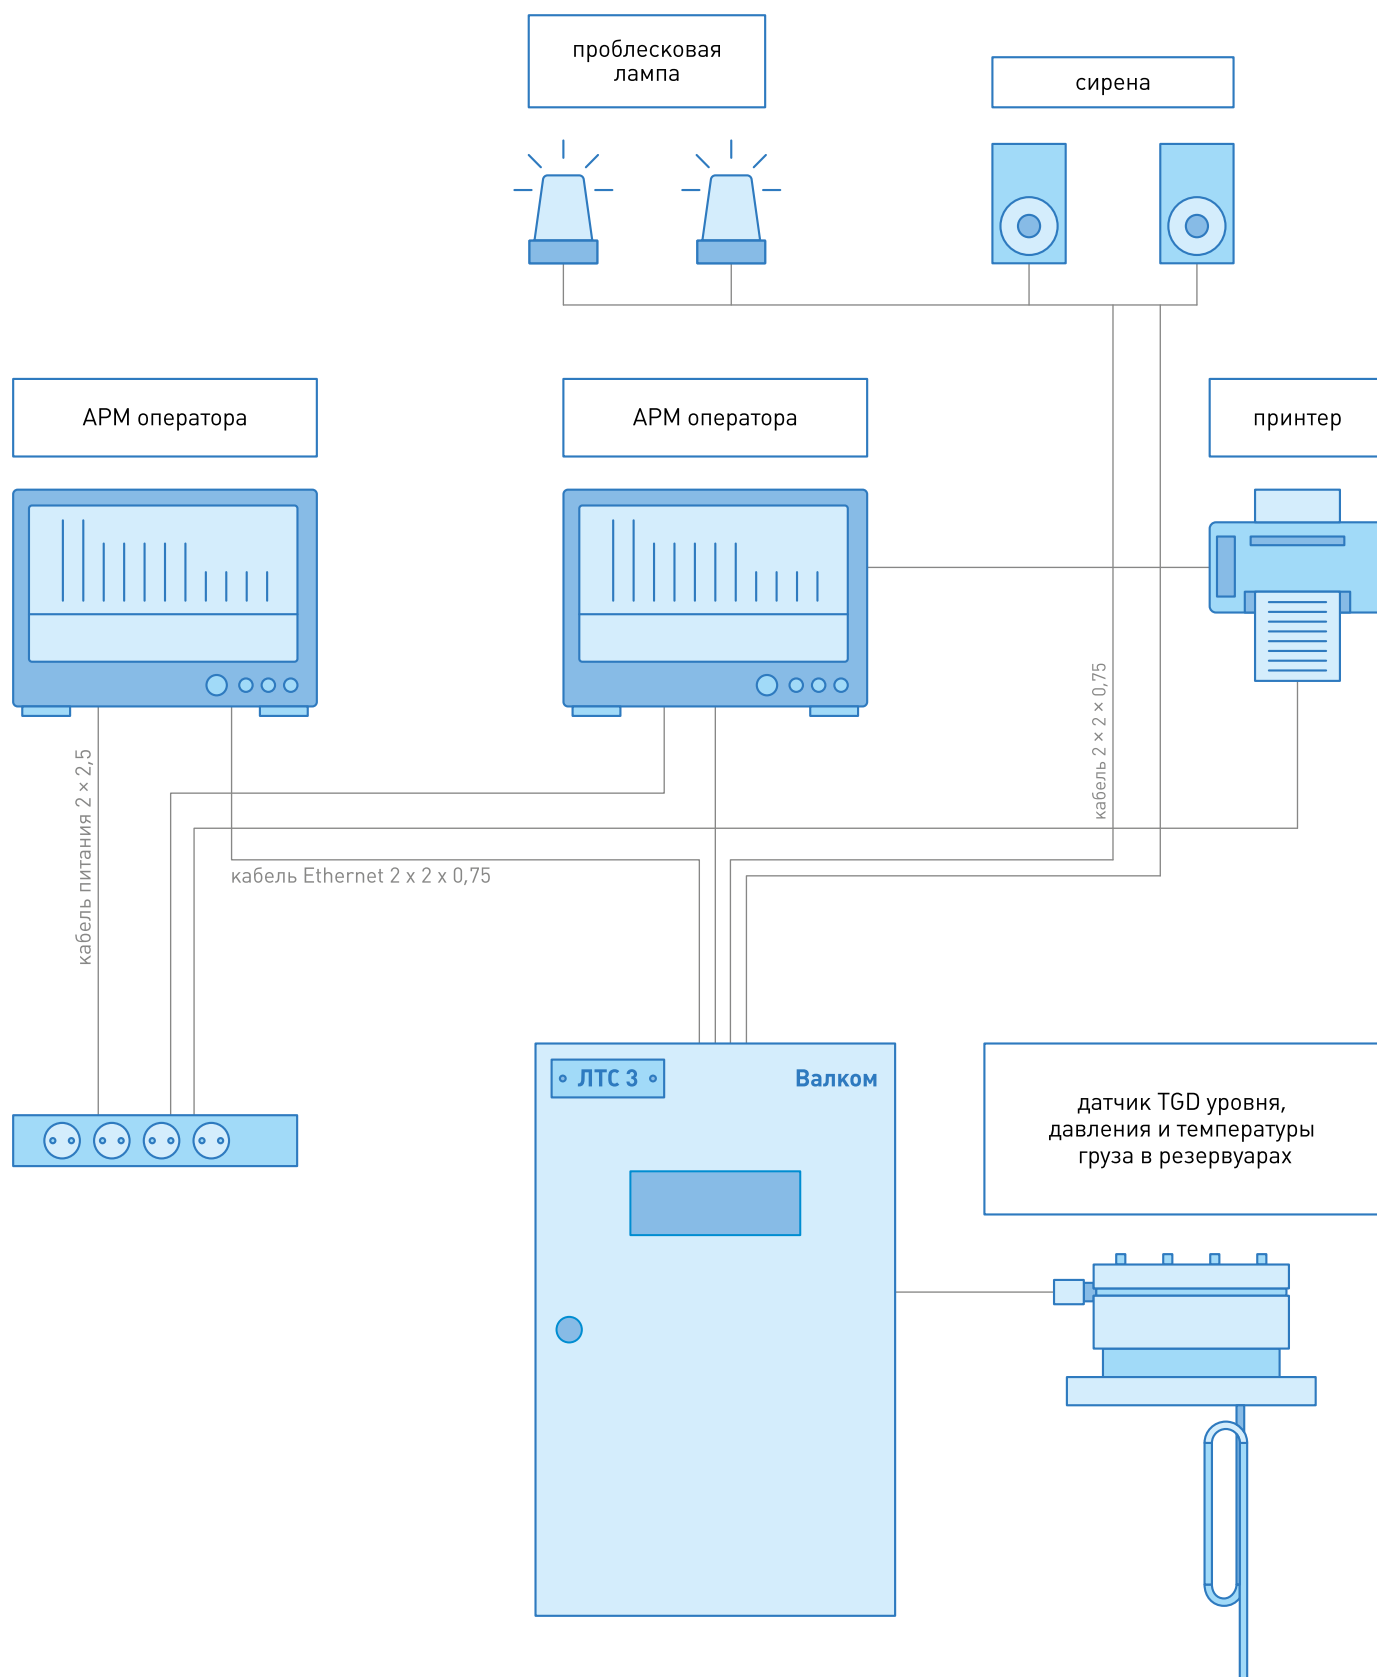 проблесковая
лампа
сирена
АРМ оператора
АРМ оператора
принтер
кабель 2 × 2 × 0,75
кабель питания 2 × 2,5
кабель Ethernet 2 x 2 x 0,75
ЛТС 3
Валком
датчик TGD уровня,
давления и температуры
груза в резервуарах